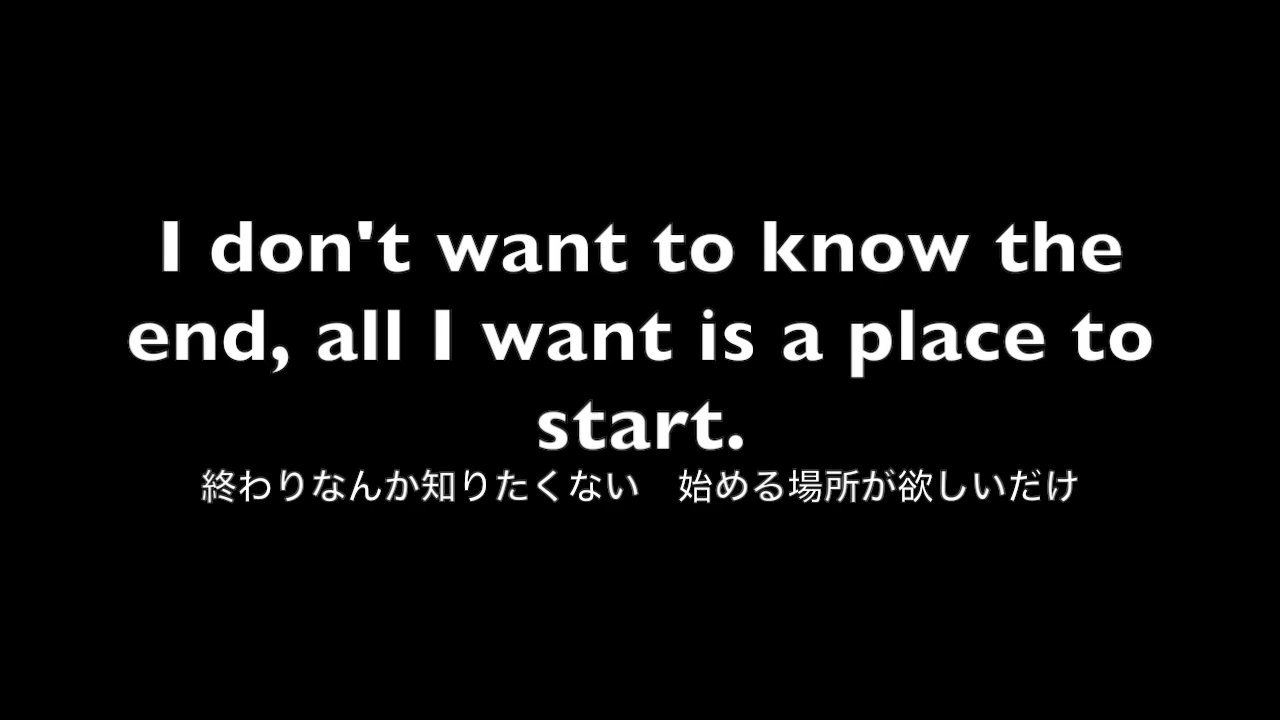 I don't want to know the
end, all I want is a place to
start.
終わりなんか知りたくない　始める場所が欲しいだけ